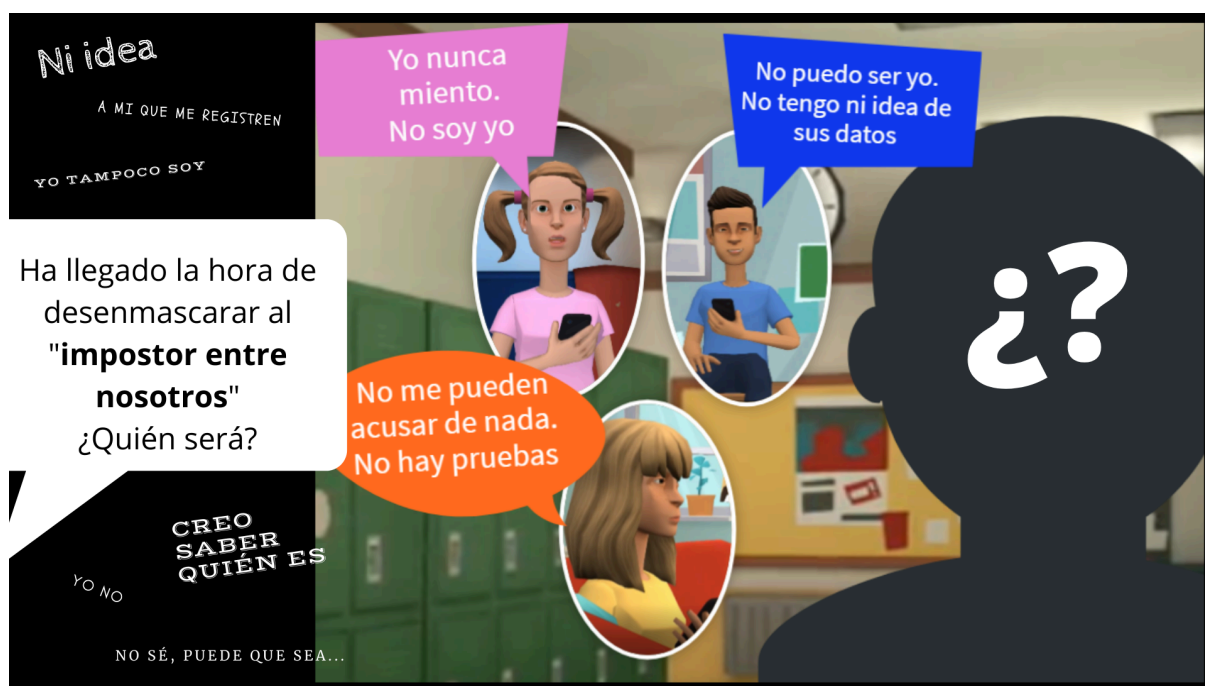 Ni idea
A MI QUE ME REGISTREN
YO TAMPOCO SOY
Ha llegado la hora de
desenmascarar al
"impostor entre
nosotros"
¿Quién será?
CREO
SABER
QUIÉN ES
YO NO
NO SÉ, PUEDE QUE SEA...
Yo nunca
miento.
No soy yo
No puedo ser yo.
No tengo ni idea de
sus datos
No me pueden
acusar de nada.
No hay pruebas
¿?